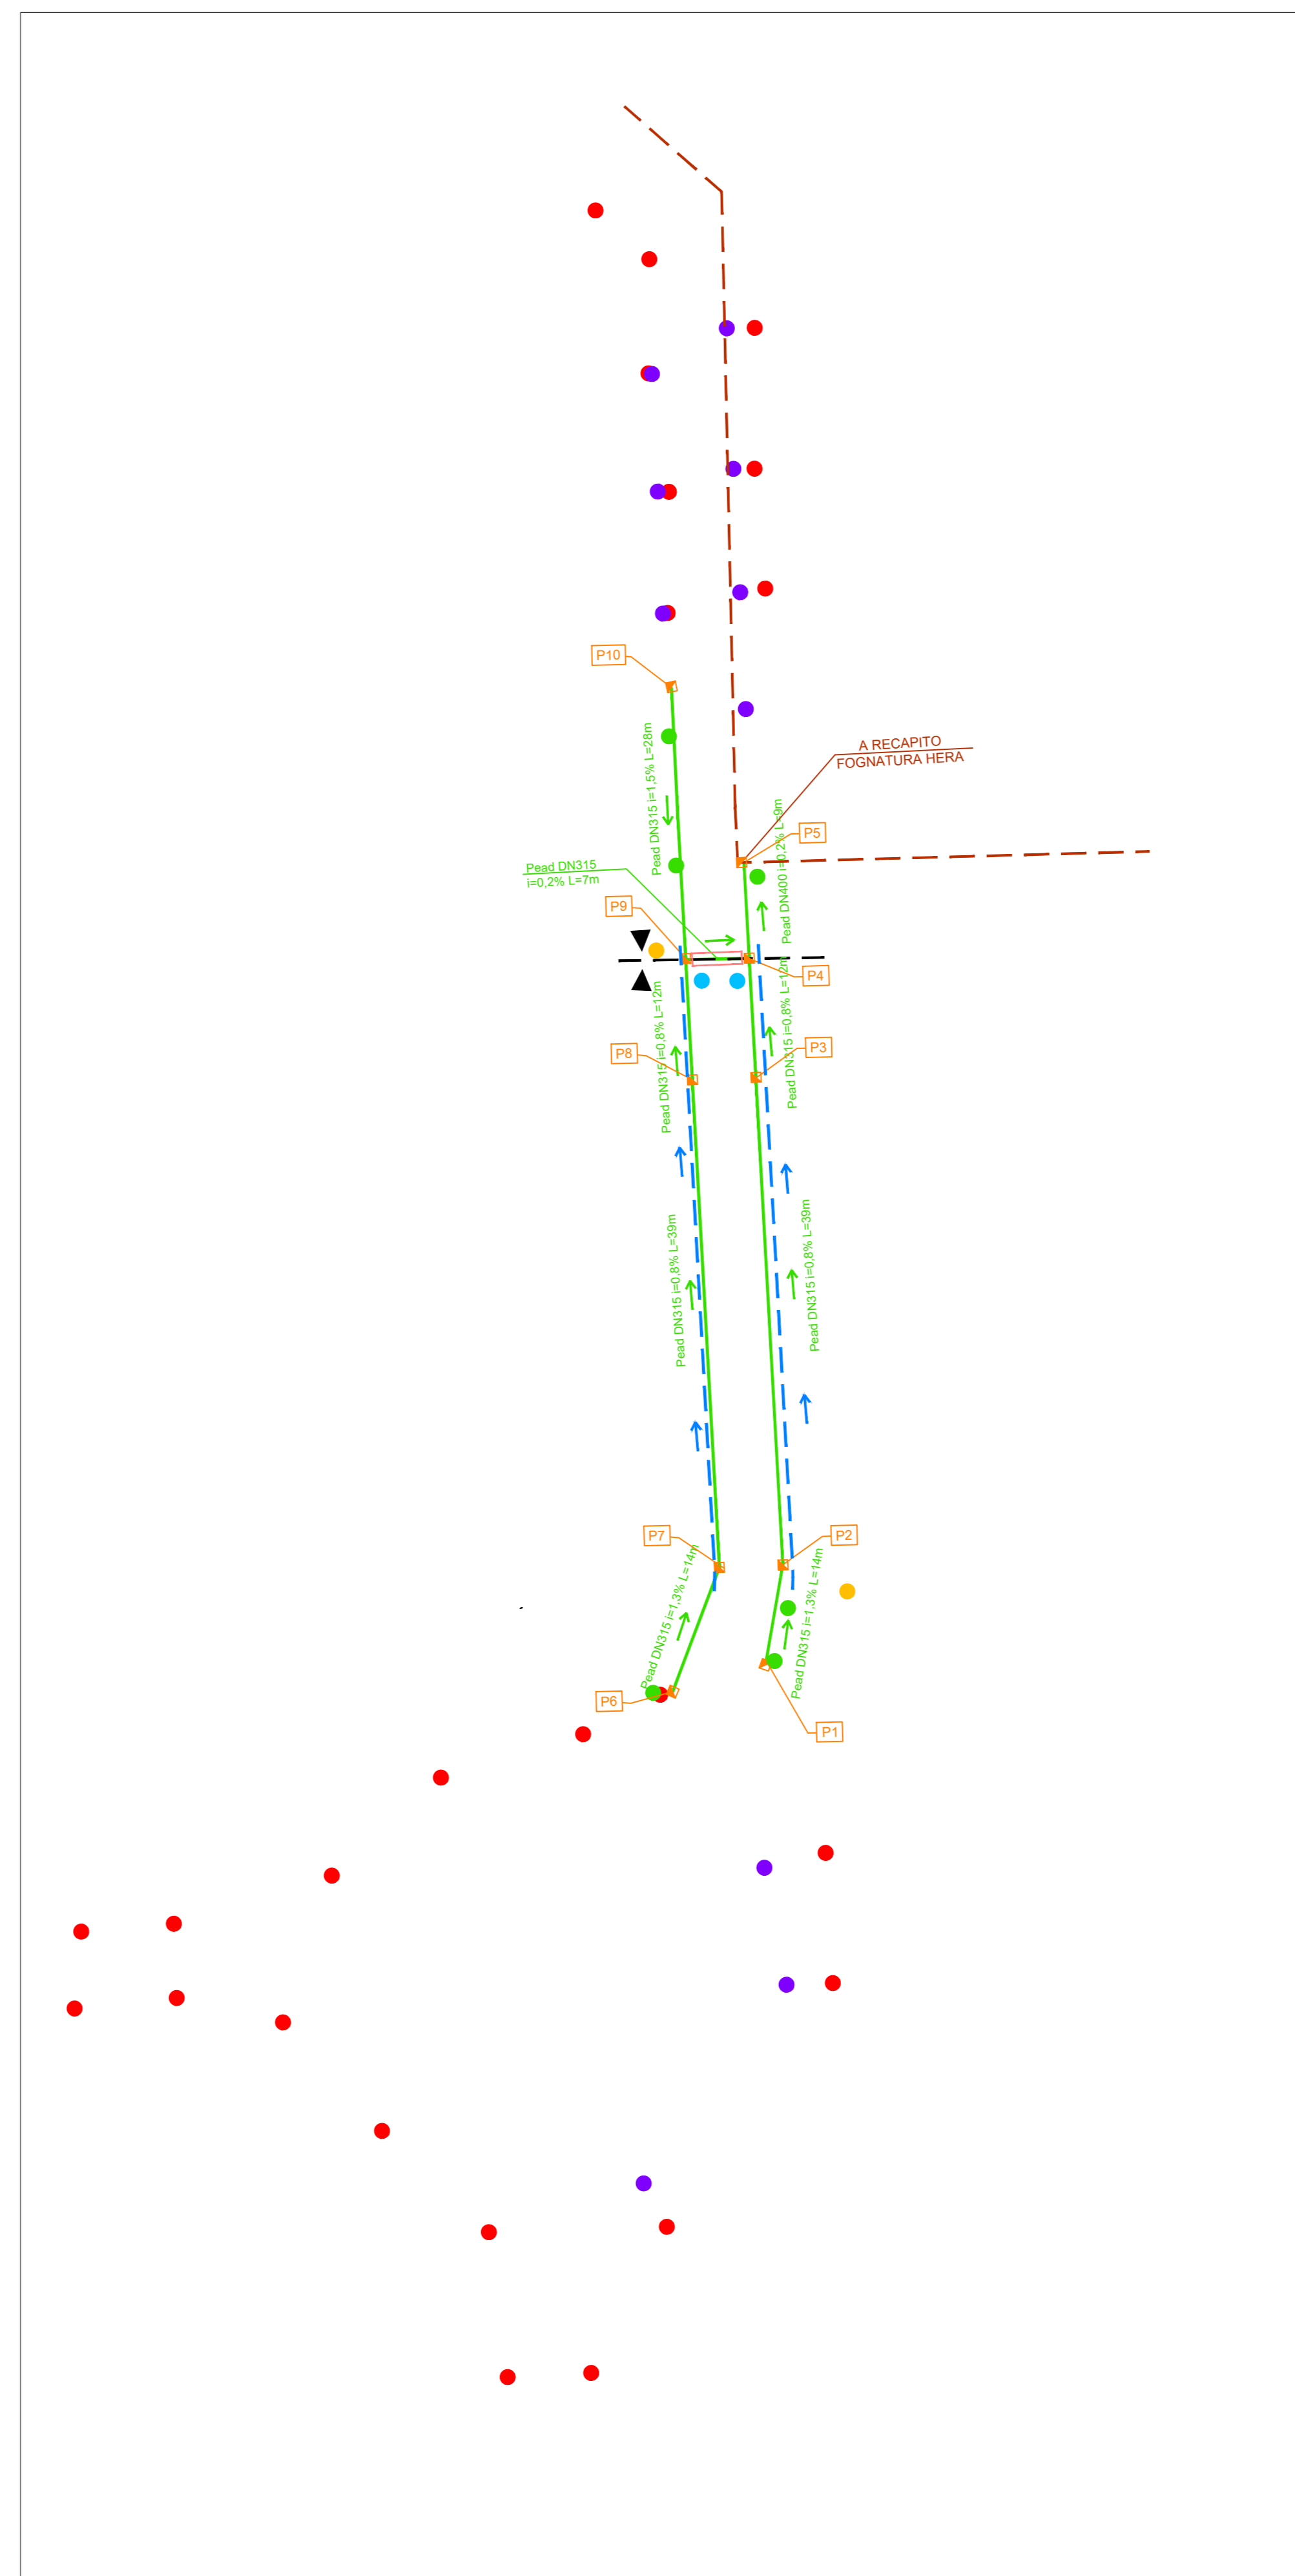 P10
Pead DN315 i=1,5% L=28m
A RECAPITO
FOGNATURA HERA
P5
Pead DN400 i=0,2% L=9m
Pead DN315
i=0,2% L=7m
P9
P4
Pead DN315 i=0,8% L=12m
Pead DN315 i=0,8% L=12m
P8
P3
Pead DN315 i=0,8% L=39m
Pead DN315 i=0,8% L=39m
P7
P2
Pead DN315 i=1,3% L=14m
Pead DN315 i=1,3% L=14m
P6
P1